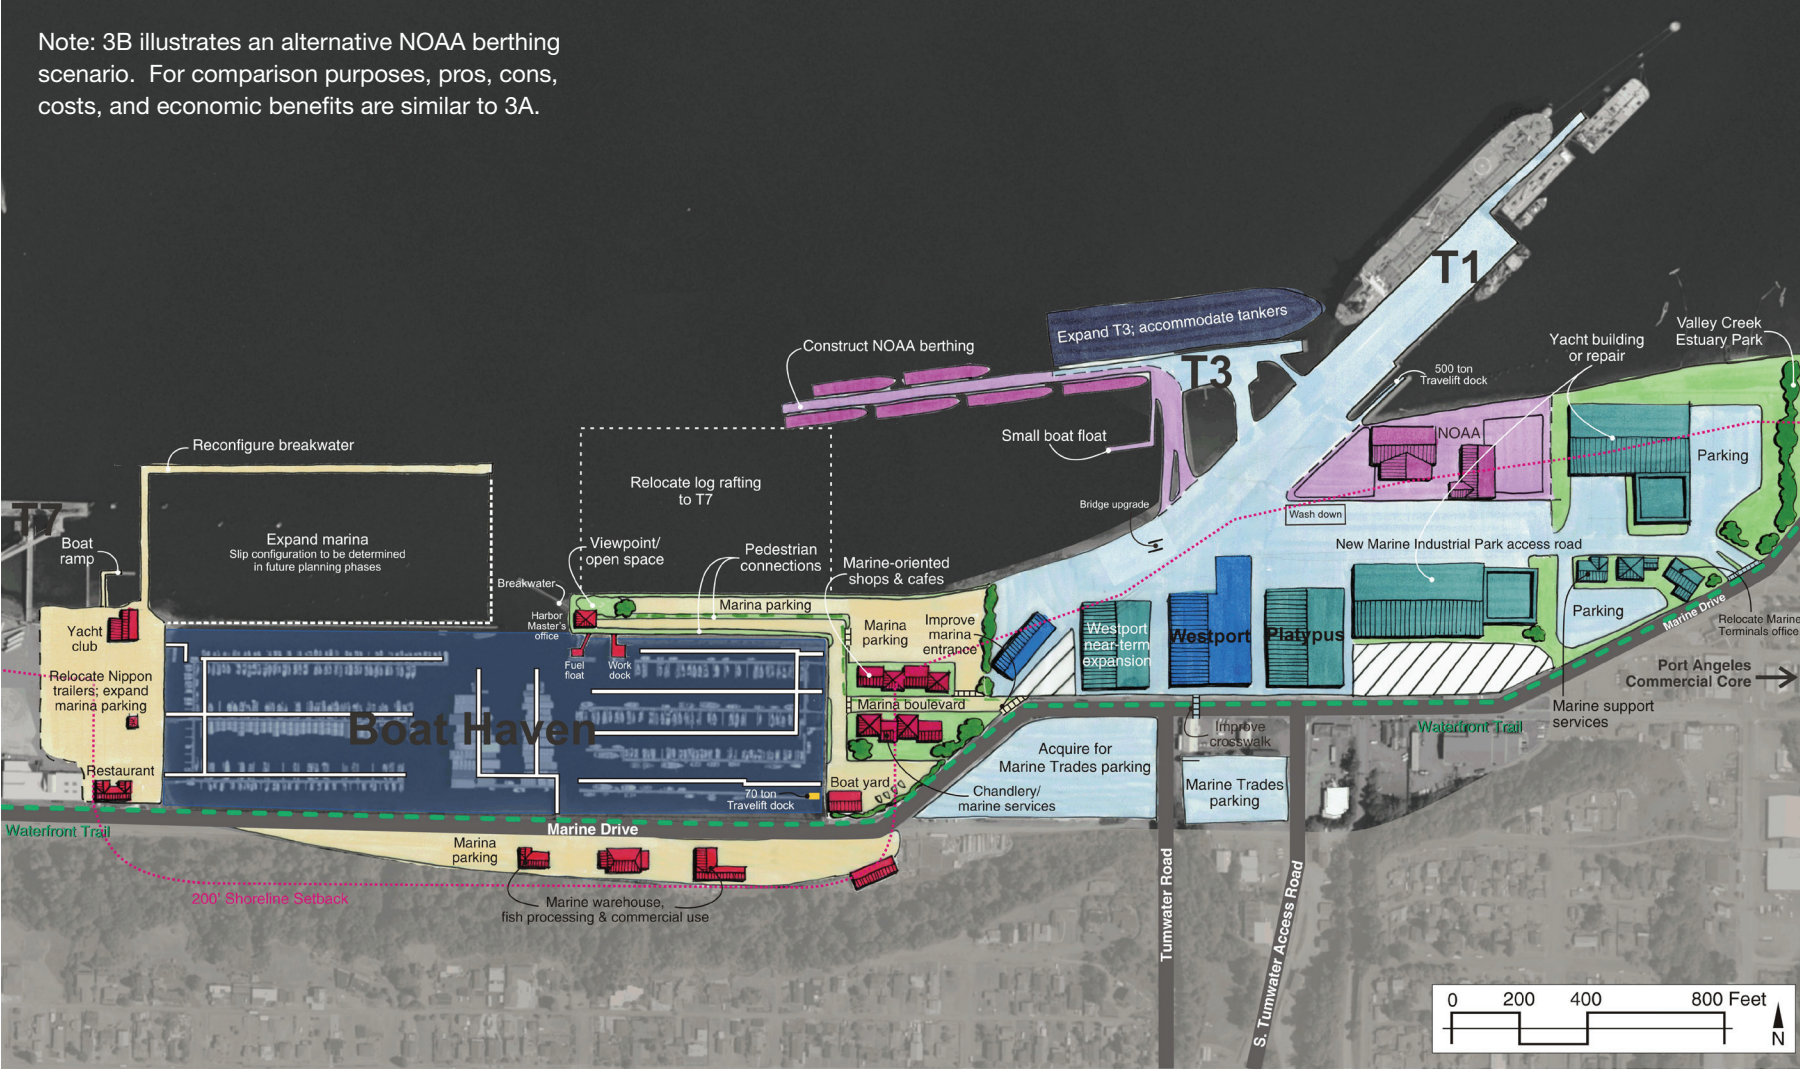 Note: 3B illustrates an alternative NOAA berthing
scenario. For comparison purposes, pros, cons,
costs, and economic benefits are similar to 3A.
T1
Expand T3; accommodate tankers
Valley Creek
Estuary Park
Yacht building
or repair
Construct NOAA berthing
T3
500 ton
Travelift dock
Small boat float
NOAA
Reconfigure breakwater
Parking
Relocate log rafting
to T7
Bridge upgrade
Wash down
T7
Boat
ramp
Expand marina
Slip configuration to be determined
in future planning phases
Viewpoint/
open space
Pedestrian
connections
Marine-oriented
shops & cafes
New Marine Industrial Park access road
Breakwater
Harbor
Master's
office
Marina parking
Marina
parking
Improve
marina
entrance
Parking
Marine Drive
Relocate Marine
Terminals office
Yacht
club
Fuel
float
Work
dock
Westport
near-term
expansion
Westport
Platypus
Port Angeles
Commercial Core
Relocate Nippon
trailers; expand
marina parking
Marina boulevard
Marine support
services
Boat Haven
Waterfront Trail
Improve
crosswalk
Acquire for
Marine Trades parking
Restaurant
Boat yard
70 ton
Travelift dock
Chandlery/
marine services
Marine Trades
parking
Waterfront Trail
Marine Drive
Marina
parking
200' Shoreline Setback
Marine warehouse,
fish processing & commercial use
Tumwater Road
S. Tumwater Access Road
0 200 400 800 Feet
N